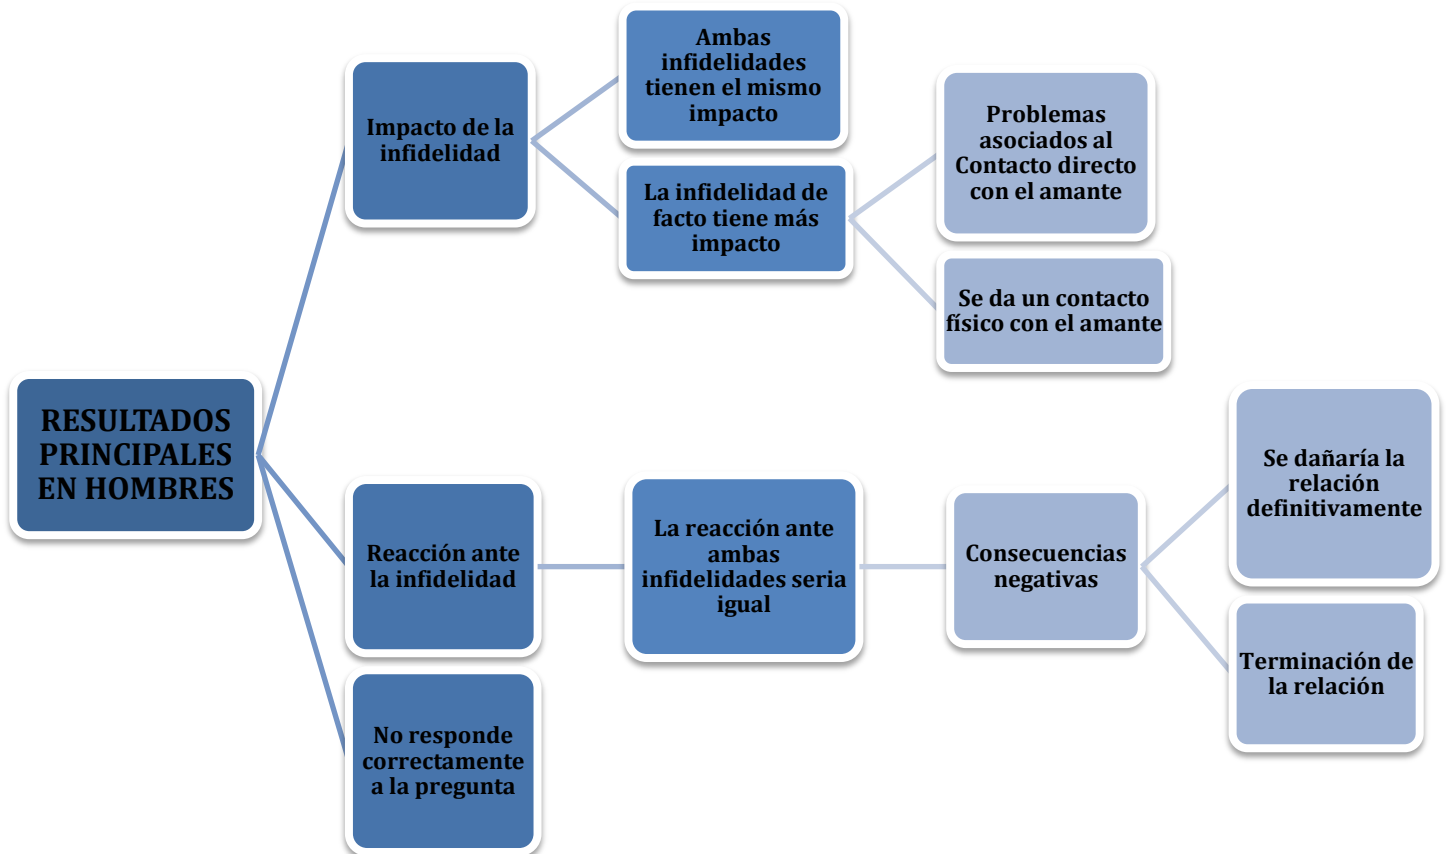 RESULTADOS
PRINCIPALES
EN HOMBRES
Impacto de la
infidelidad
Ambas
infidelidades
tienen el mismo
impacto
La infidelidad de
facto tiene más
impacto
Problemas
asociados al
Contacto directo
con el amante
Se da un contacto
físico con el amante
Reacción ante
la infidelidad
La reacción ante
ambas
infidelidades seria
igual
Consecuencias
negativas
Se dañaría la
relación
definitivamente
Terminación de
la relación
No responde
correctamente
a la pregunta